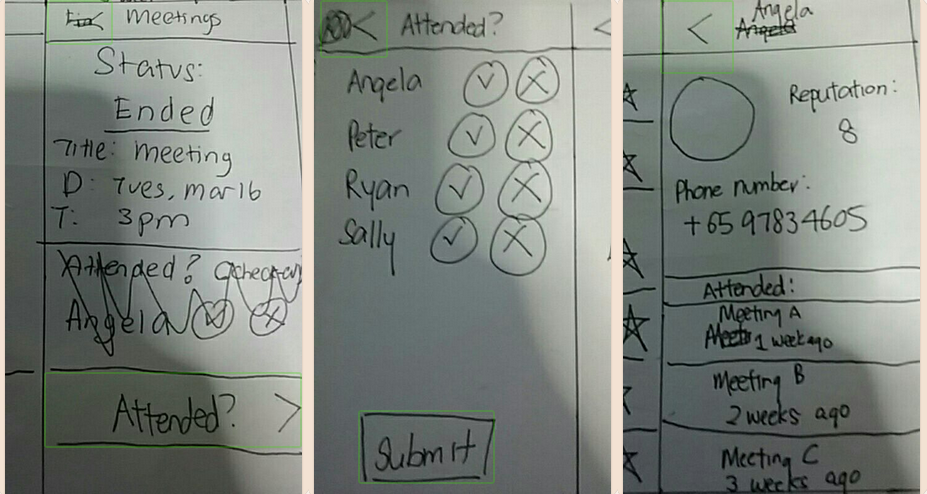 Meetings
Status:
Ended
Title: meeting
D: Tues, mar 16
T: 3pm
Attended?
Angela
Attended? >
< Attended?
Angela
Peter
Ryan
Sally
Submit
< Angela
Angela
Reputation:
8
Phone number:
+65 97834605
Attended:
Meeting A
1 week ago
Meeting B
2 weeks ago
Meeting C
3 weeks ago